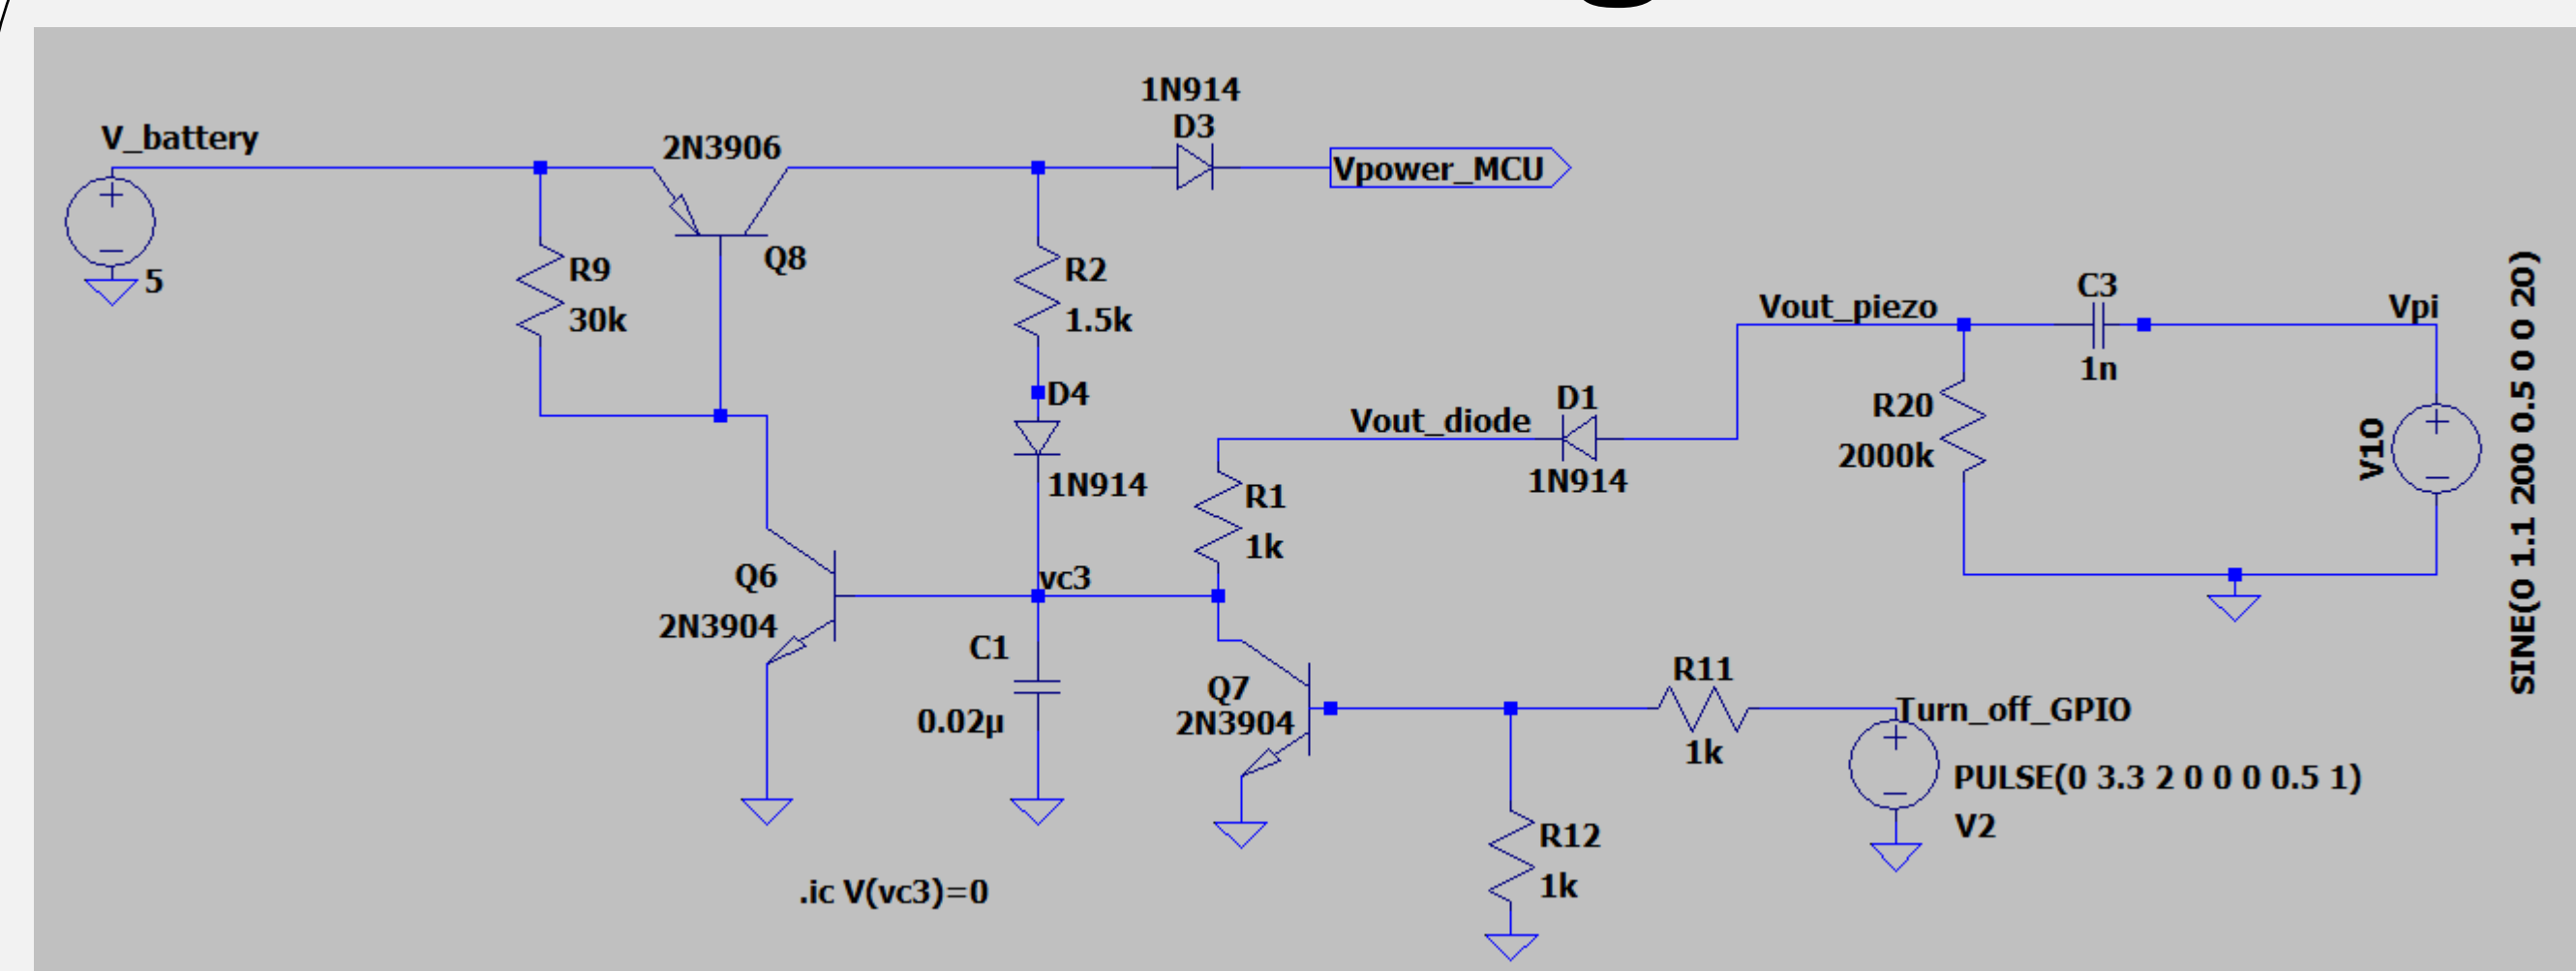 1N914
D3
V_battery
2N3906
Vpower_MCU
5
R9
30k
Q8
R2
1.5k
D4
1N914
Vout_piezo
C3
1n
Vpi
Vout_diode
D1
1N914
R20
2000k
V10
SINE(0 1.1 200 0.5 0 0 20)
R1
1k
vc3
Q6
2N3904
C1
0.02µ
Q7
2N3904
R11
1k
Turn_off_GPIO
PULSE(0 3.3 2 0 0 0 0.5 1)
V2
R12
1k
.ic V(vc3)=0